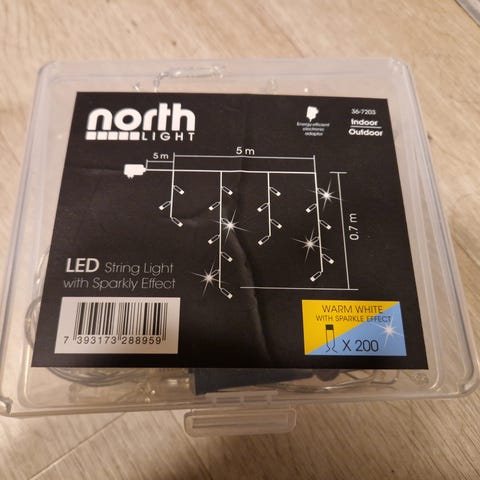 north
LIGHT
Energy efficient
electronic
adaptor
36-7203
Indoor
Outdoor
5 m
5 m
0,7 m
LED String Light
with Sparkly Effect
7 393173 288959
WARM WHITE
WITH SPARKLE EFFECT
X 200